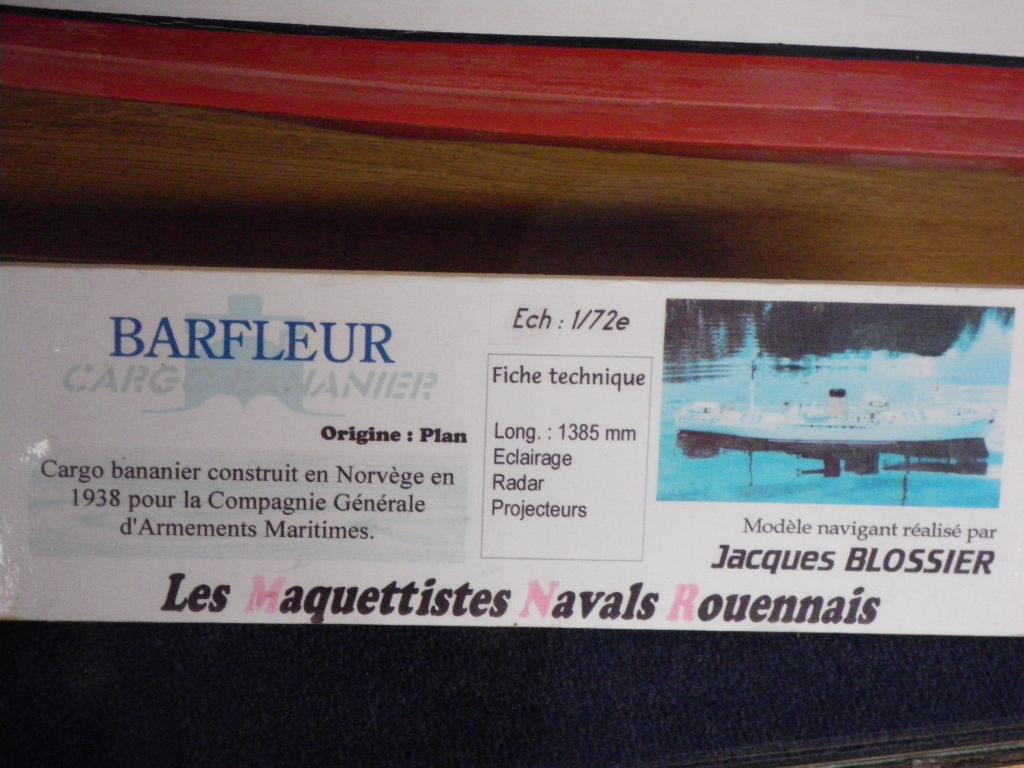 BARFLEUR
CARGO BANANIER
Origine : Plan
Cargo bananier construit en Norvège en
1938 pour la Compagnie Générale
d'Armements Maritimes.
Ech : 1/72e
Fiche technique
Long. : 1385 mm
Eclairage
Radar
Projecteurs
Modèle navigant réalisé par
Jacques BLOSSIER
Les Maquettistes Navals Rouennais